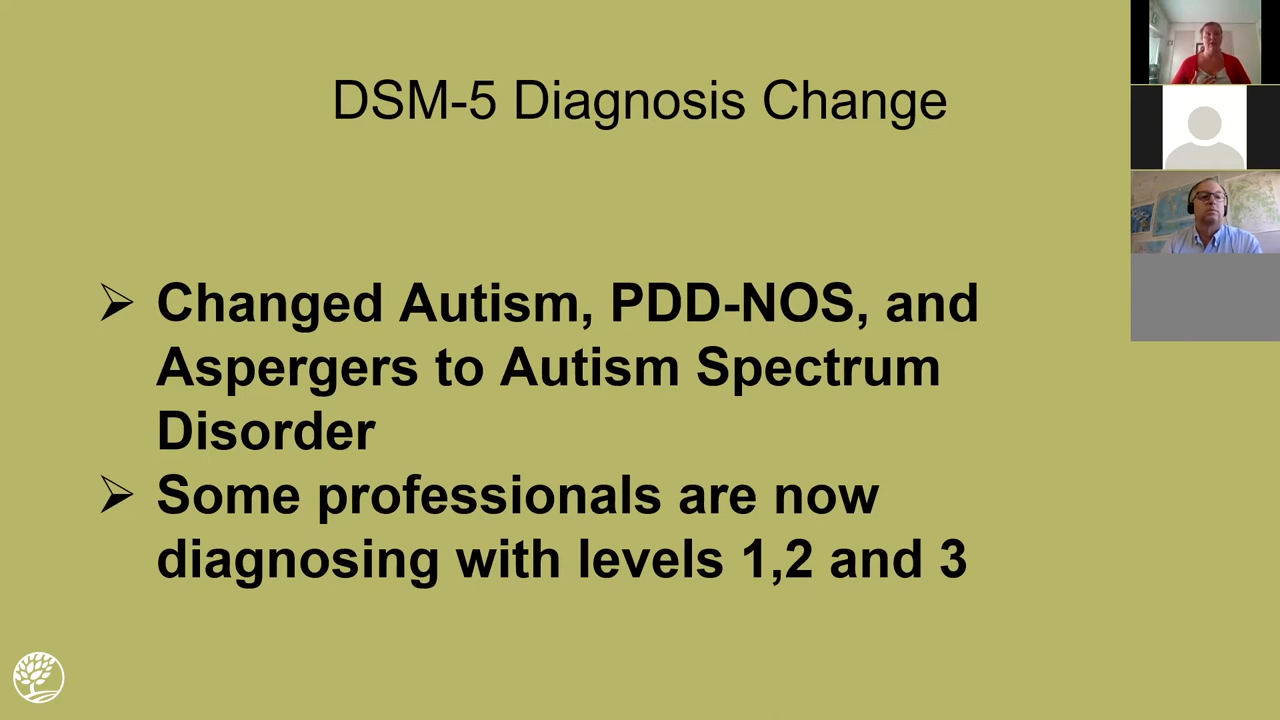 DSM-5 Diagnosis Change
➢ Changed Autism, PDD-NOS, and
Aspergers to Autism Spectrum
Disorder
➢ Some professionals are now
diagnosing with levels 1,2 and 3